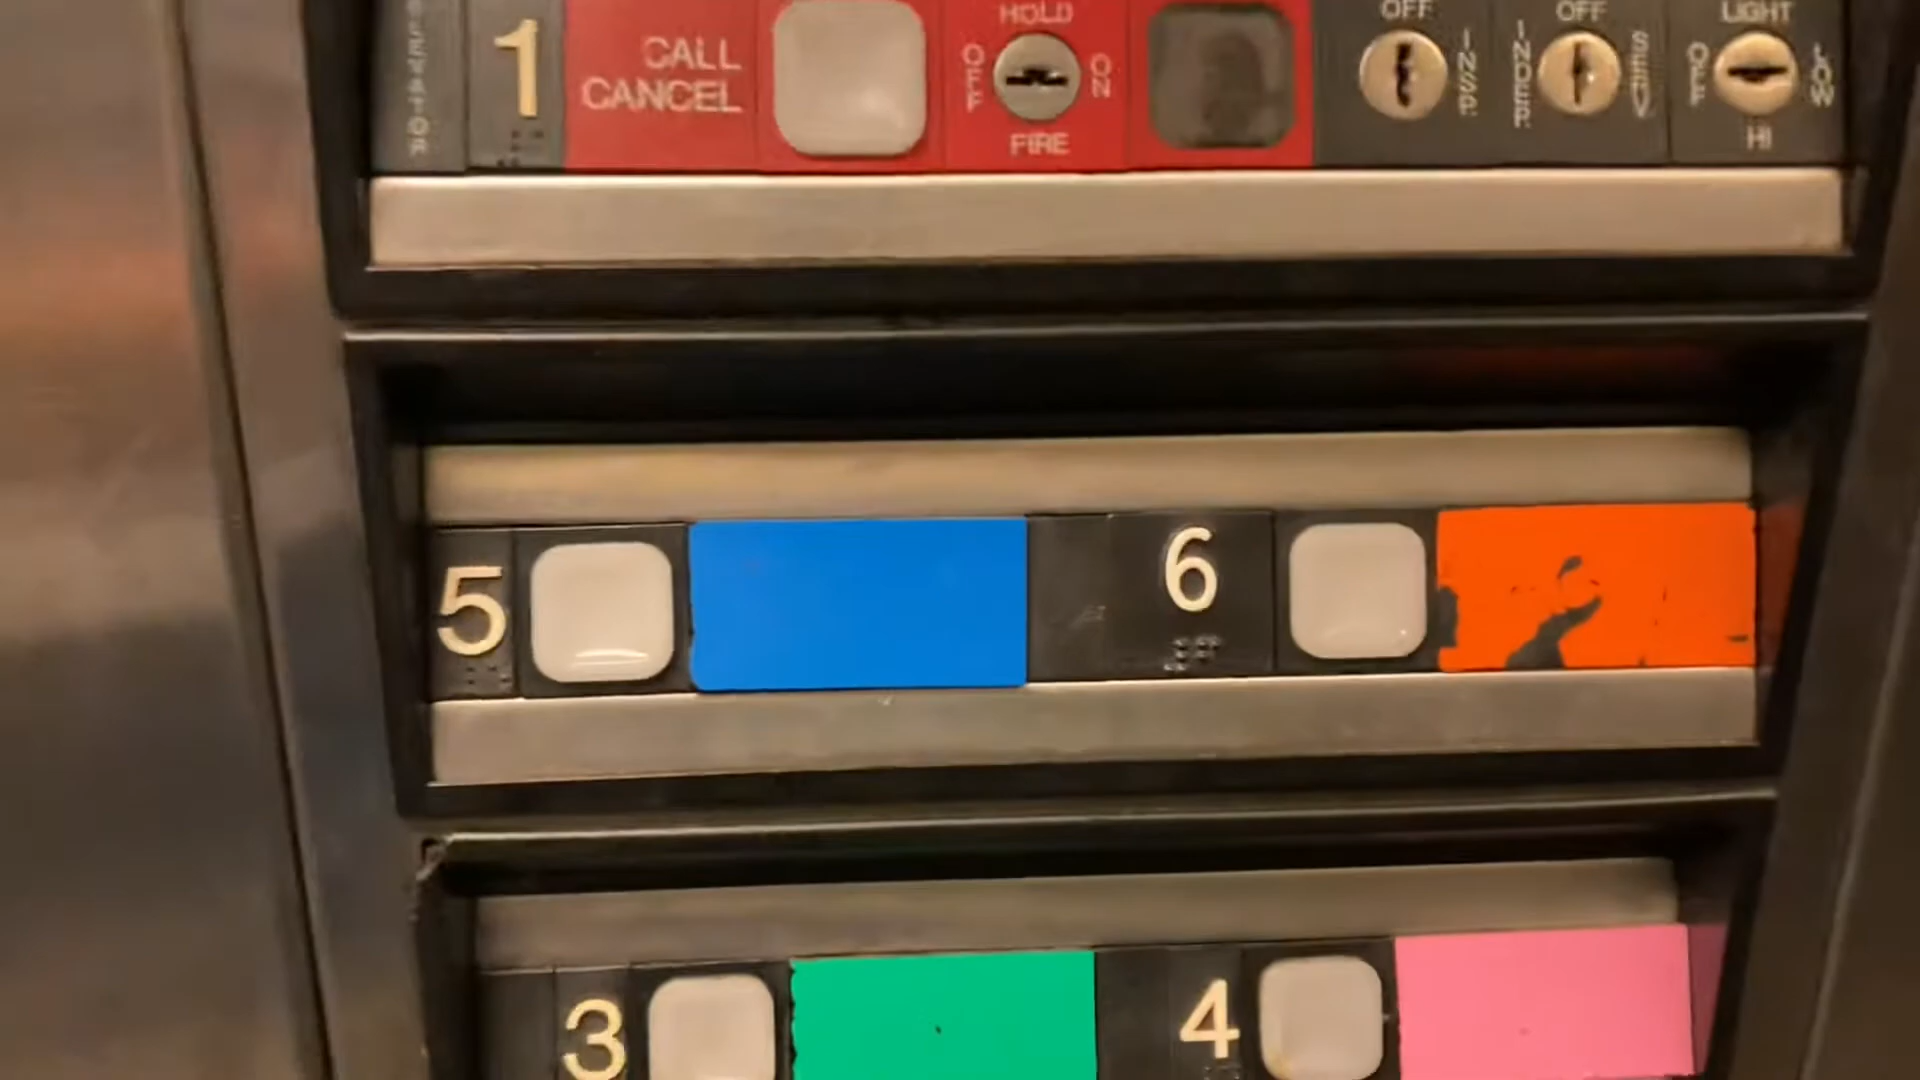 1
CALL
CANCEL
HOLD
OFF
ON
FIRE
OFF
INSP.
OFF
INDEP.
SERV
LIGHT
OFF
LOW
HI
5
6
3
4